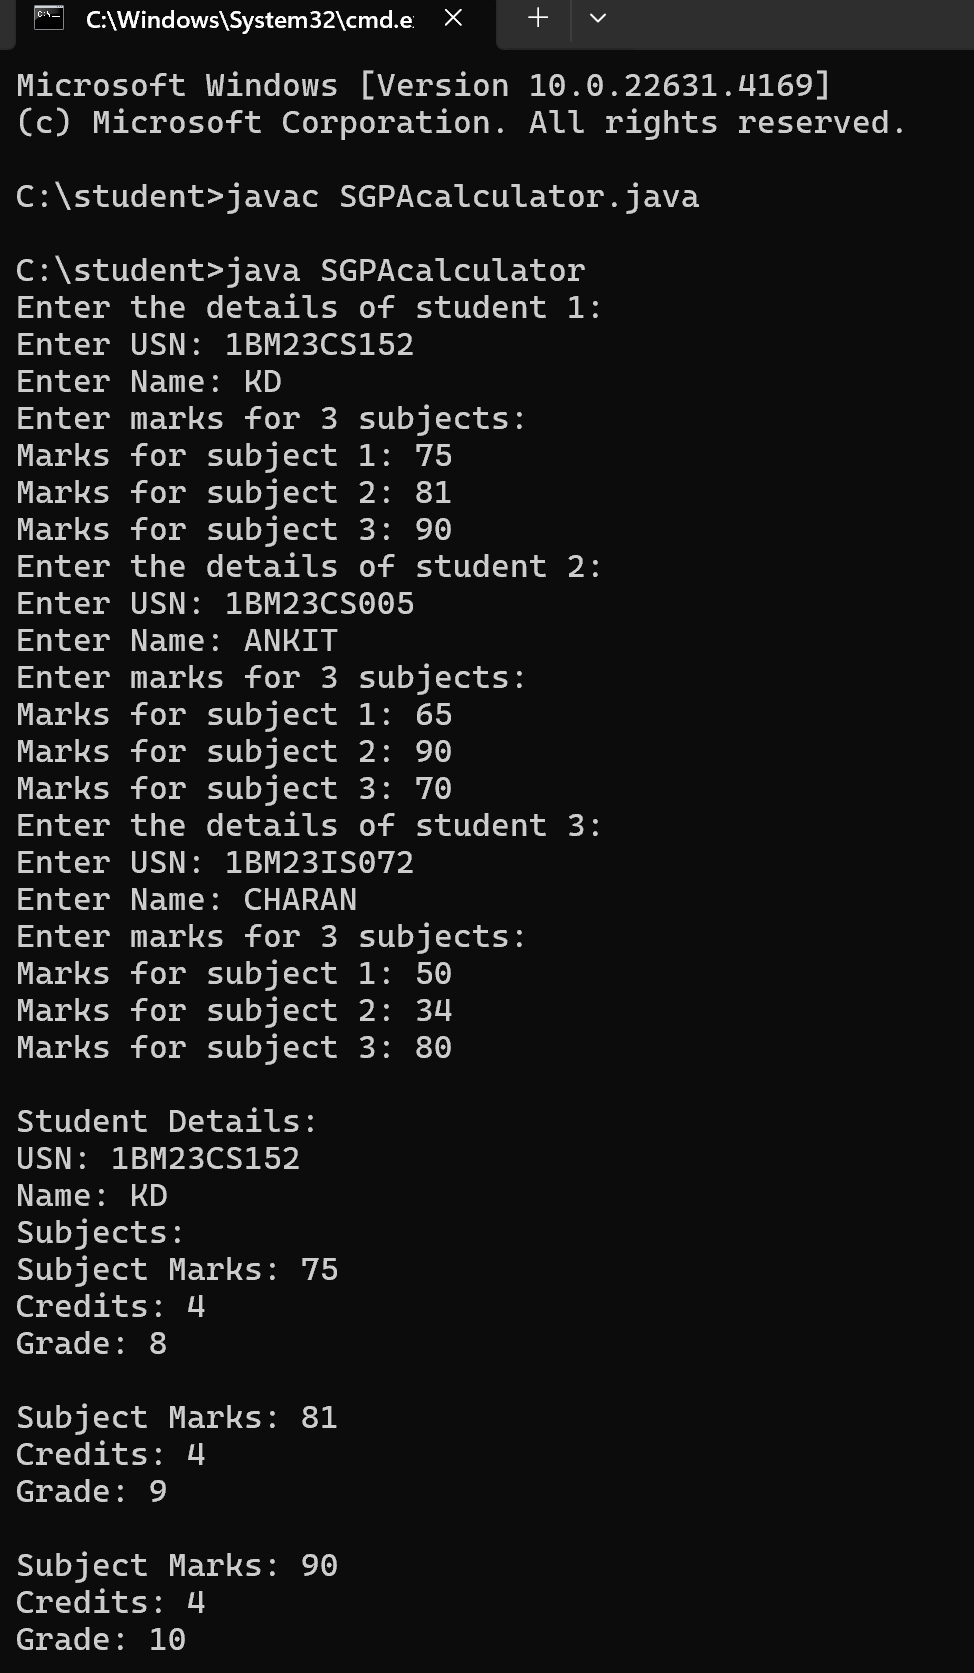 C:\Windows\System32\cmd.e
Microsoft Windows [Version 10.0.22631.4169]
(c) Microsoft Corporation. All rights reserved.
C:\student>javac SGPAcalculator.java
C:\student>java SGPAcalculator
Enter the details of student 1:
Enter USN: 1BM23CS152
Enter Name: KD
Enter marks for 3 subjects:
Marks for subject 1: 75
Marks for subject 2: 81
Marks for subject 3: 90
Enter the details of student 2:
Enter USN: 1BM23CS005
Enter Name: ANKIT
Enter marks for 3 subjects:
Marks for subject 1: 65
Marks for subject 2: 90
Marks for subject 3: 70
Enter the details of student 3:
Enter USN: 1BM23IS072
Enter Name: CHARAN
Enter marks for 3 subjects:
Marks for subject 1: 50
Marks for subject 2: 34
Marks for subject 3: 80
Student Details:
USN: 1BM23CS152
Name: KD
Subjects:
Subject Marks: 75
Credits: 4
Grade: 8
Subject Marks: 81
Credits: 4
Grade: 9
Subject Marks: 90
Credits: 4
Grade: 10